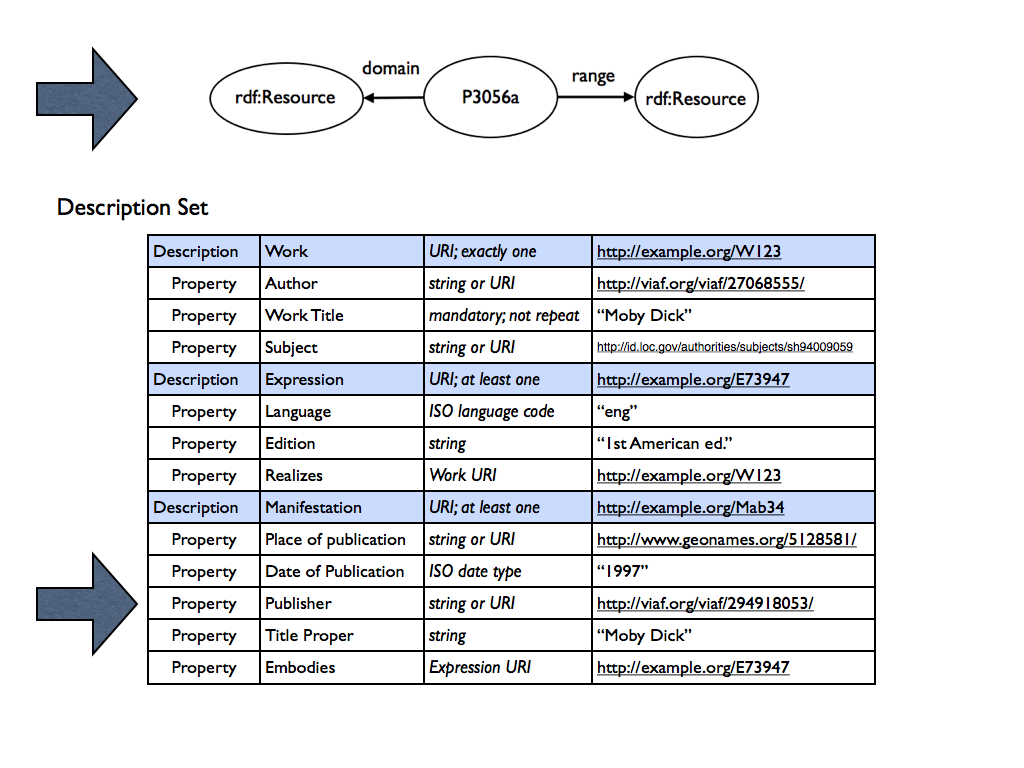 domain
range
rdf:Resource
P3056a
rdf:Resource
Description Set
Description Work URI; exactly one http://example.org/W123
Property Author string or URI http://viaf.org/viaf/27068555/
Property Work Title mandatory; not repeat “Moby Dick”
Property Subject string or URI http://id.loc.gov/authorities/subjects/sh94009059
Description Expression URI; at least one http://example.org/E73947
Property Language ISO language code “eng”
Property Edition string “1st American ed.”
Property Realizes Work URI http://example.org/W123
Description Manifestation URI; at least one http://example.org/Mab34
Property Place of publication string or URI http://www.geonames.org/5128581/
Property Date of Publication ISO date type “1997”
Property Publisher string or URI http://viaf.org/viaf/294918053/
Property Title Proper string “Moby Dick”
Property Embodies Expression URI http://example.org/E73947